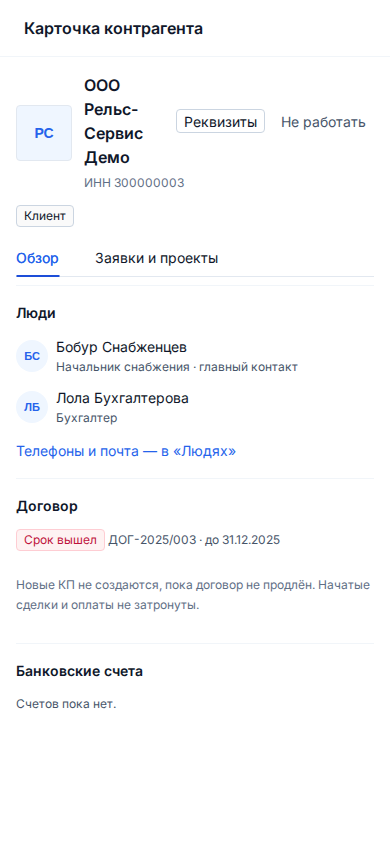 Карточка контрагента
РС
ООО
Рельс-
Сервис
Демо
ИНН 300000003
Реквизиты
Не работать
Клиент
Обзор
Заявки и проекты
Люди
БС
Бобур Снабженцев
Начальник снабжения · главный контакт
ЛБ
Лола Бухгалтерова
Бухгалтер
Телефоны и почта — в «Людях»
Договор
Срок вышел ДОГ-2025/003 · до 31.12.2025
Новые КП не создаются, пока договор не продлён. Начатые
сделки и оплаты не затронуты.
Банковские счета
Счетов пока нет.